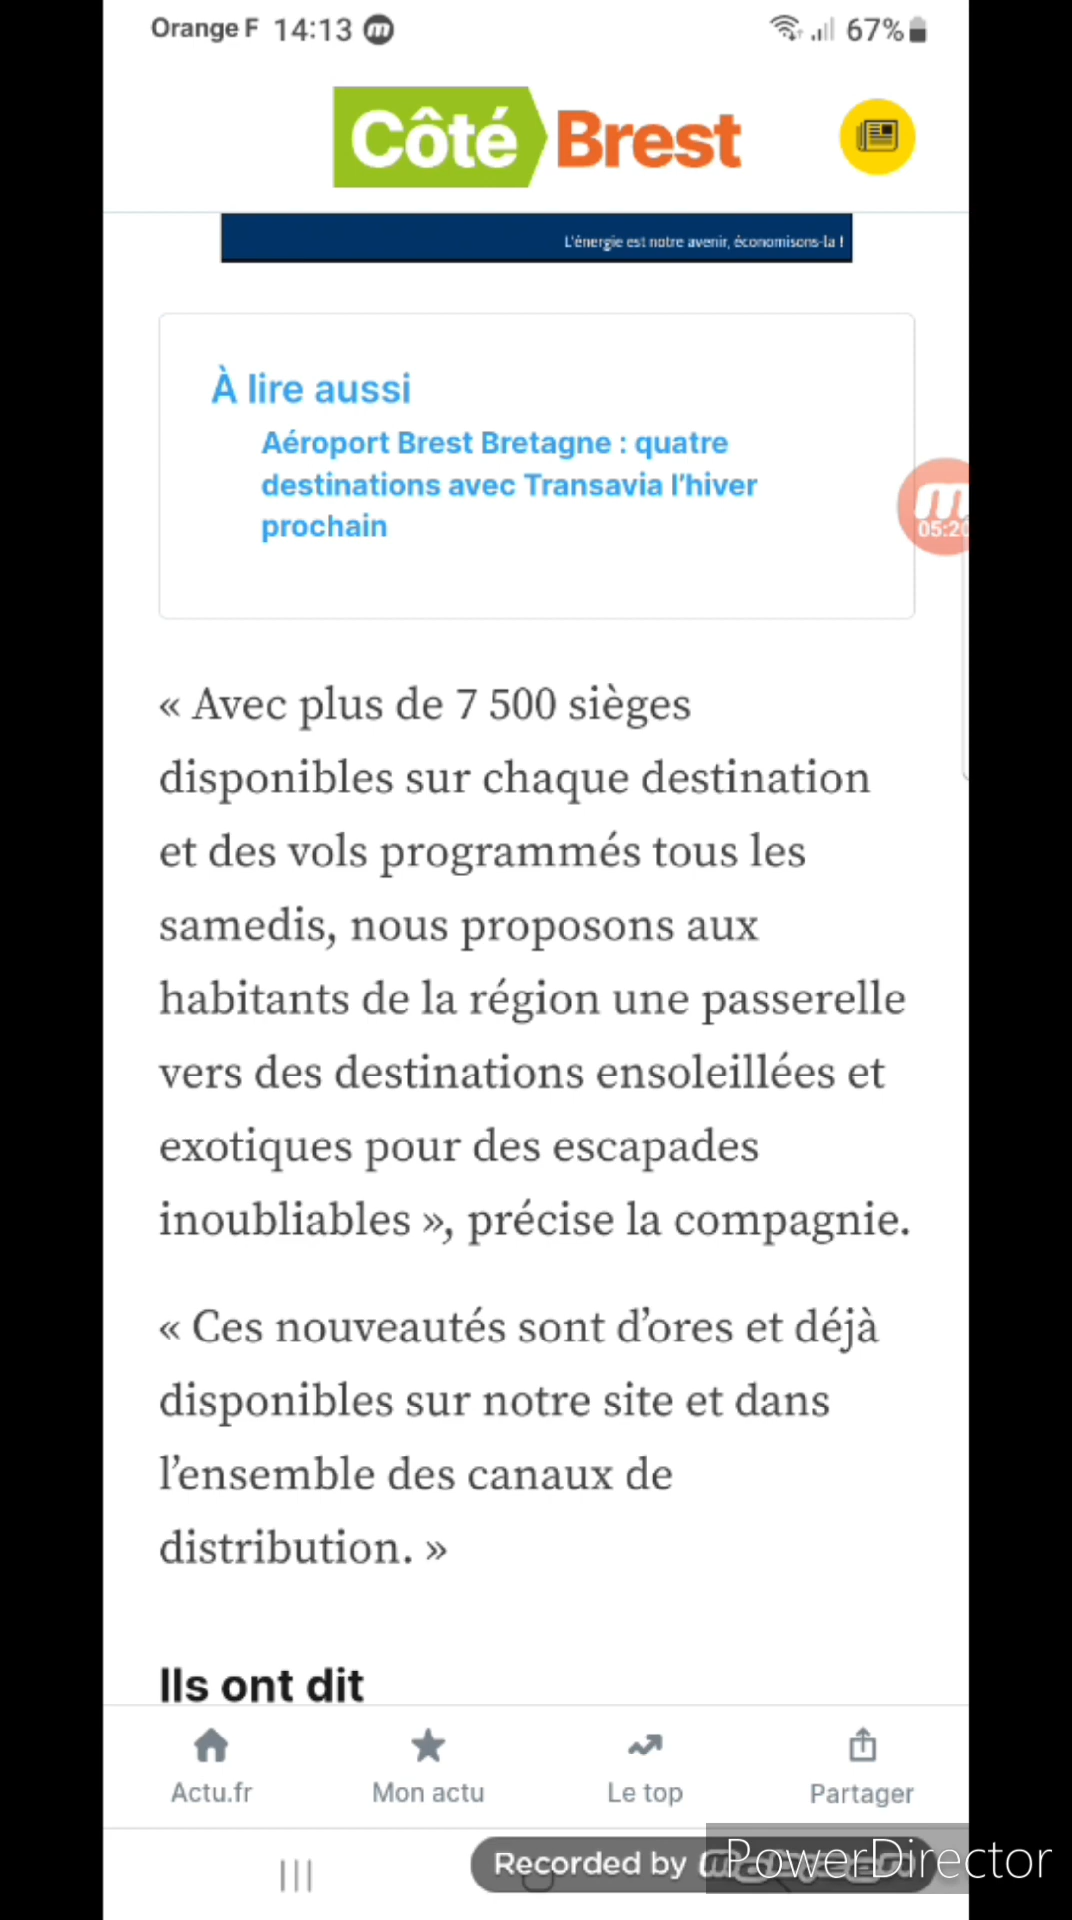 Orange F 14:13 m
67%
Côté Brest
L'énergie est notre avenir, économisons-la !
À lire aussi
Aéroport Brest Bretagne : quatre
destinations avec Transavia l'hiver
prochain
m
05:20
« Avec plus de 7 500 sièges
disponibles sur chaque destination
et des vols programmés tous les
samedis, nous proposons aux
habitants de la région une passerelle
vers des destinations ensoleillées et
exotiques pour des escapades
inoubliables », précise la compagnie.
« Ces nouveautés sont d’ores et déjà
disponibles sur notre site et dans
l’ensemble des canaux de
distribution. »
Ils ont dit
Actu.fr
Mon actu
Le top
Partager
Recorded by
PowerDirector